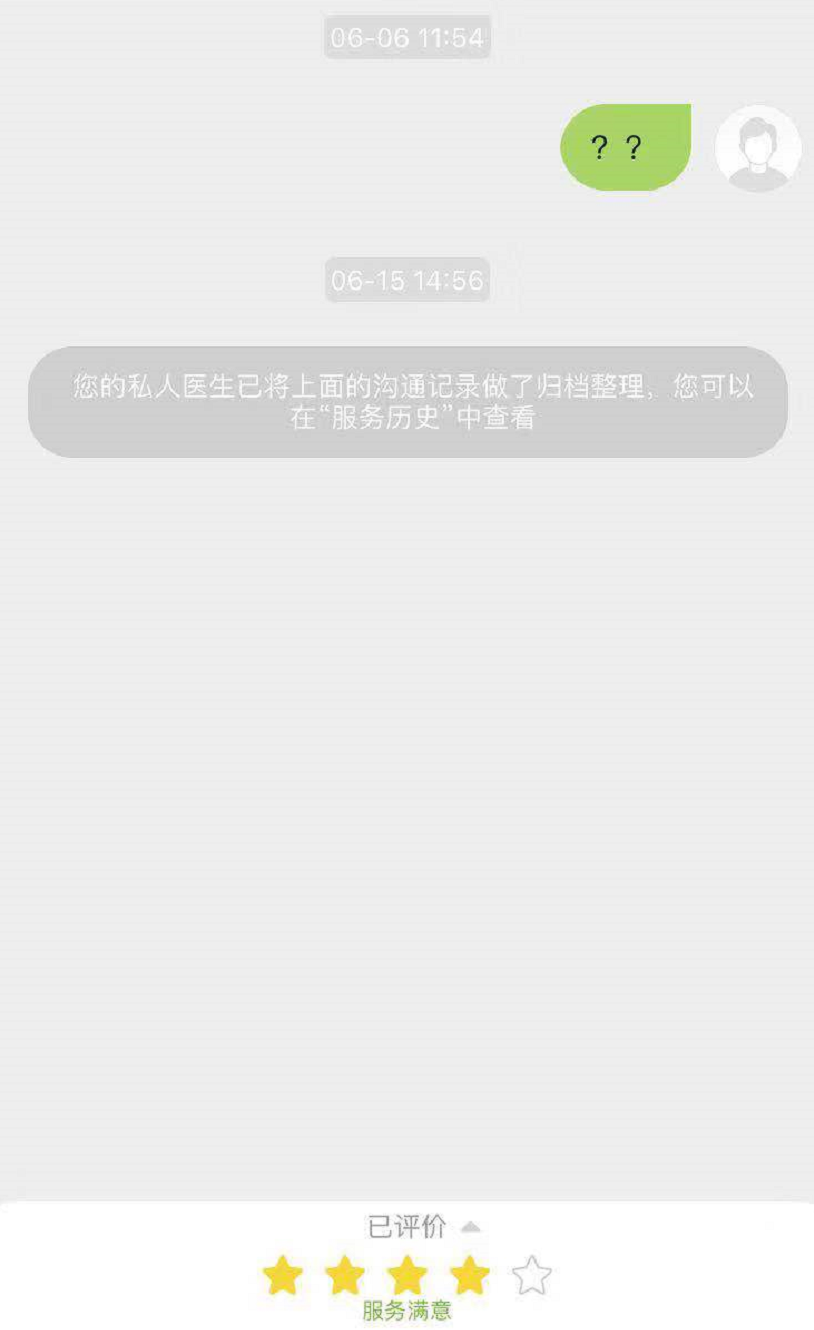 06-06 11:54
？？
06-15 14:56
您的私人医生已将上面的沟通记录做了归档整理，您可以
在“服务历史”中查看
已评价
服务满意